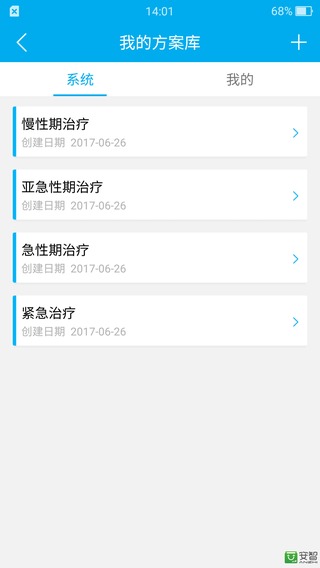 14:01
68%
我的方案库
系统
我的
慢性期治疗
创建日期 2017-06-26
亚急性期治疗
创建日期 2017-06-26
急性期治疗
创建日期 2017-06-26
紧急治疗
创建日期 2017-06-26
安智